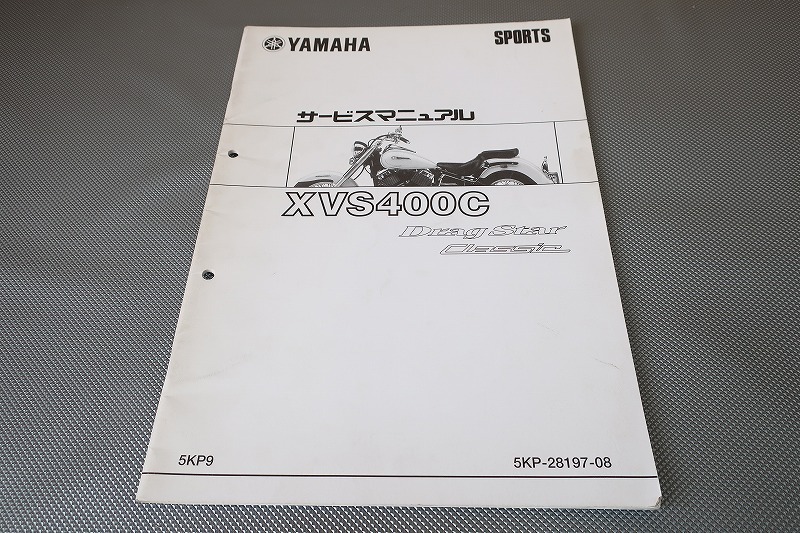 YAMAHA
SPORTS
サービスマニュアル
XVS400C
Drag Star
Classic
5KP9
5KP-28197-08